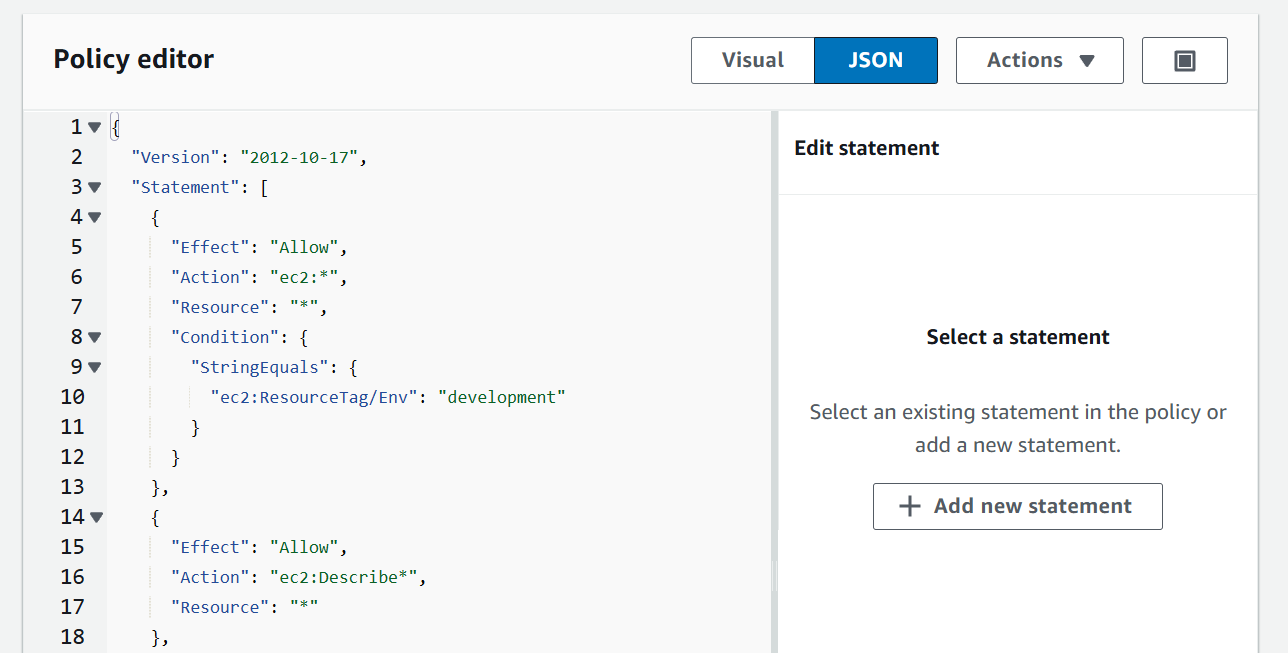 Policy editor
Visual
JSON
Actions
1 {
2 "Version": "2012-10-17",
3 "Statement": [
4 {
5 "Effect": "Allow",
6 "Action": "ec2:*",
7 "Resource": "*",
8 "Condition": {
9 "StringEquals": {
10 "ec2:ResourceTag/Env": "development"
11 }
12 }
13 },
14 {
15 "Effect": "Allow",
16 "Action": "ec2:Describe*",
17 "Resource": "*"
18 },
Edit statement
Select a statement
Select an existing statement in the policy or
add a new statement.
Add new statement